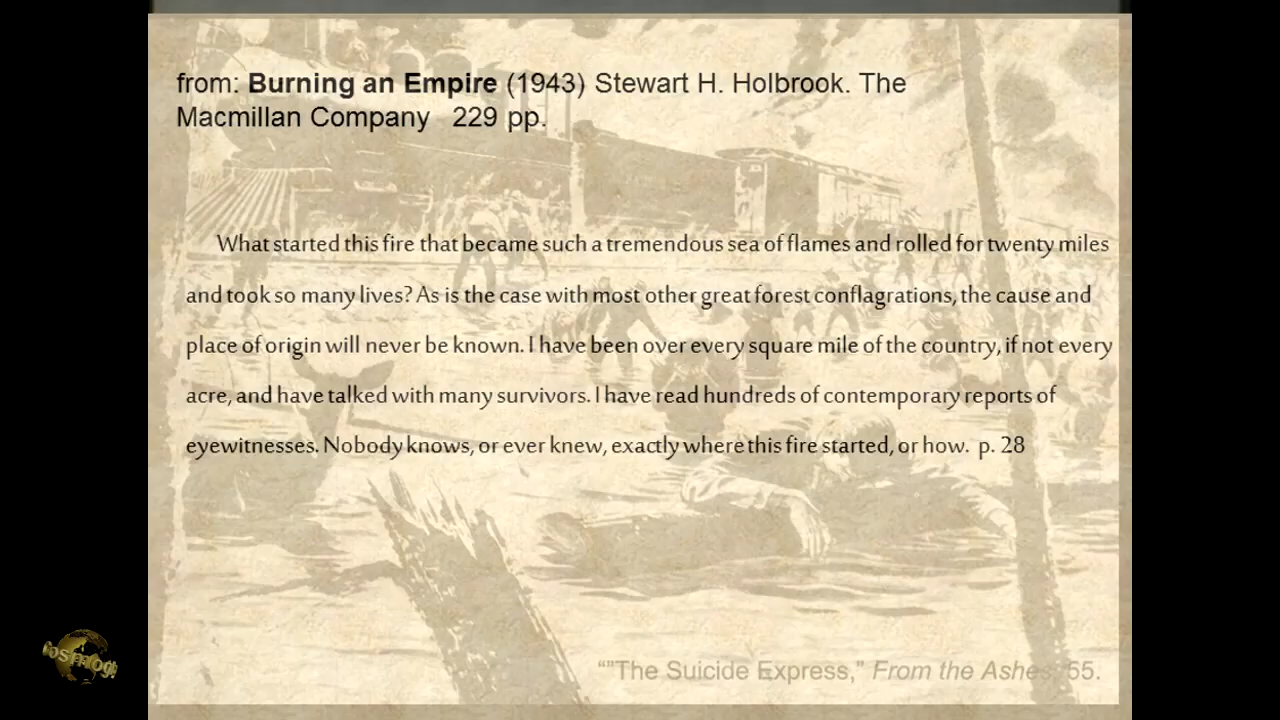 from: Burning an Empire (1943) Stewart H. Holbrook. The
Macmillan Company 229 pp.
What started this fire that became such a tremendous sea of flames and rolled for twenty miles
and took so many lives? As is the case with most other great forest conflagrations, the cause and
place of origin will never be known. I have been over every square mile of the country, if not every
acre, and have talked with many survivors. I have read hundreds of contemporary reports of
eyewitnesses. Nobody knows, or ever knew, exactly where this fire started, or how. p. 28
“”The Suicide Express,” From the Ashes, 55.